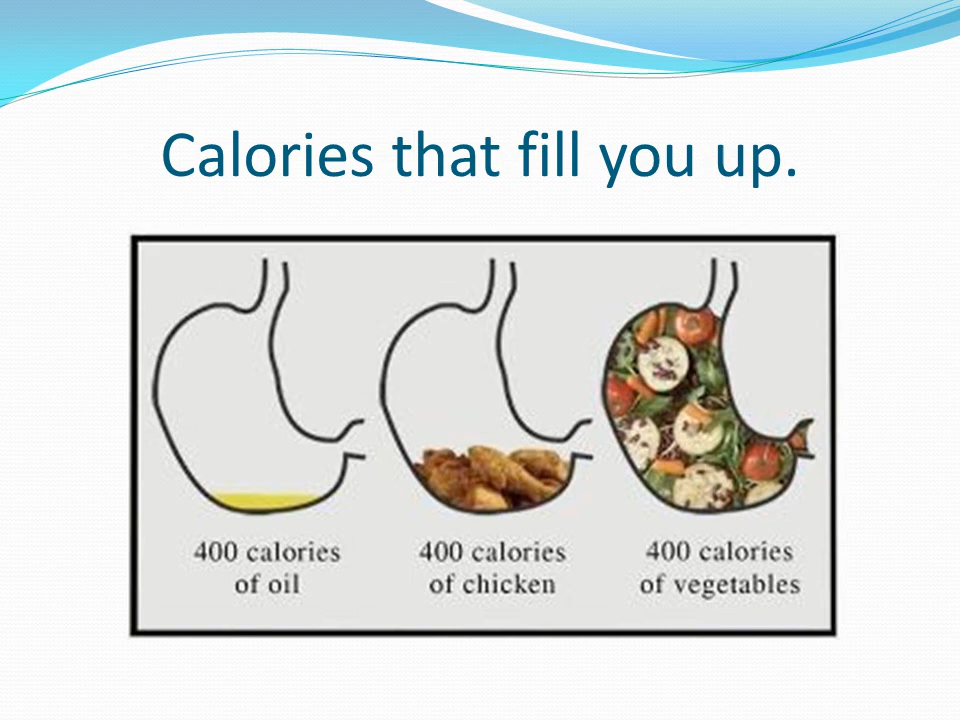 Calories that fill you up.
400 calories
of oil
400 calories
of chicken
400 calories
of vegetables